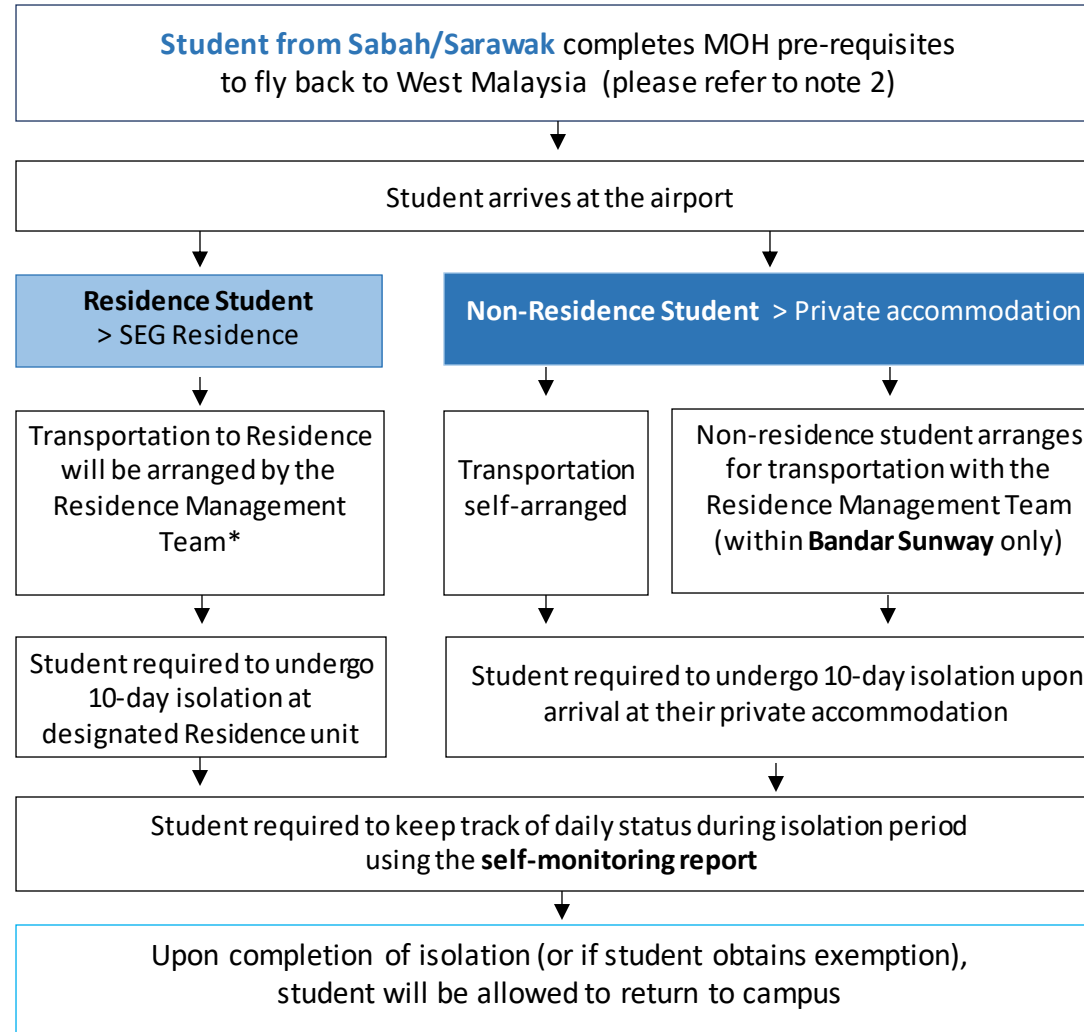 Student from Sabah/Sarawak completes MOH pre-requisites
to fly back to West Malaysia (please refer to note 2)
Student arrives at the airport
Residence Student
> SEG Residence
Non-Residence Student > Private accommodation
Transportation to Residence
will be arranged by the
Residence Management
Team*
Transportation
self-arranged
Non-residence student arranges
for transportation with the
Residence Management Team
(within Bandar Sunway only)
Student required to undergo
10-day isolation at
designated Residence unit
Student required to undergo 10-day isolation upon
arrival at their private accommodation
Student required to keep track of daily status during isolation period
using the self-monitoring report
Upon completion of isolation (or if student obtains exemption),
student will be allowed to return to campus